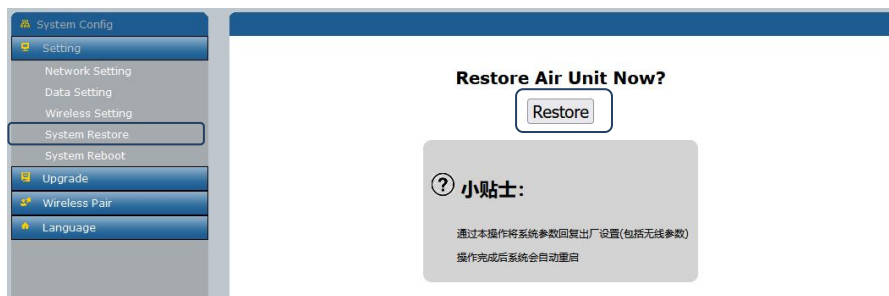 System Config
Setting
Network Setting
Data Setting
Wireless Setting
System Restore
System Reboot
Upgrade
Wireless Pair
Language
Restore Air Unit Now?
Restore
? 小贴士：
通过本操作将系统参数回复出厂设置(包括无线参数)
操作完成后系统会自动重启